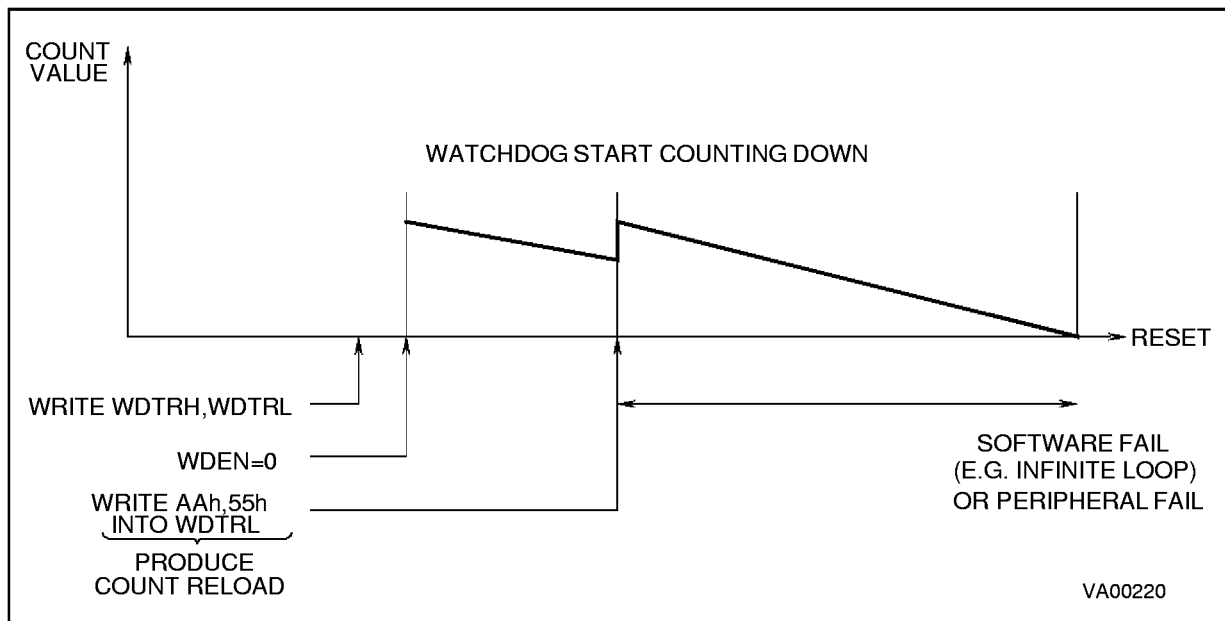 COUNT
VALUE
WATCHDOG START COUNTING DOWN
RESET
WRITE WDTRH,WDTRL
WDEN=0
WRITE AAh,55h
INTO WDTRL
PRODUCE
COUNT RELOAD
SOFTWARE FAIL
(E.G. INFINITE LOOP)
OR PERIPHERAL FAIL
VA00220